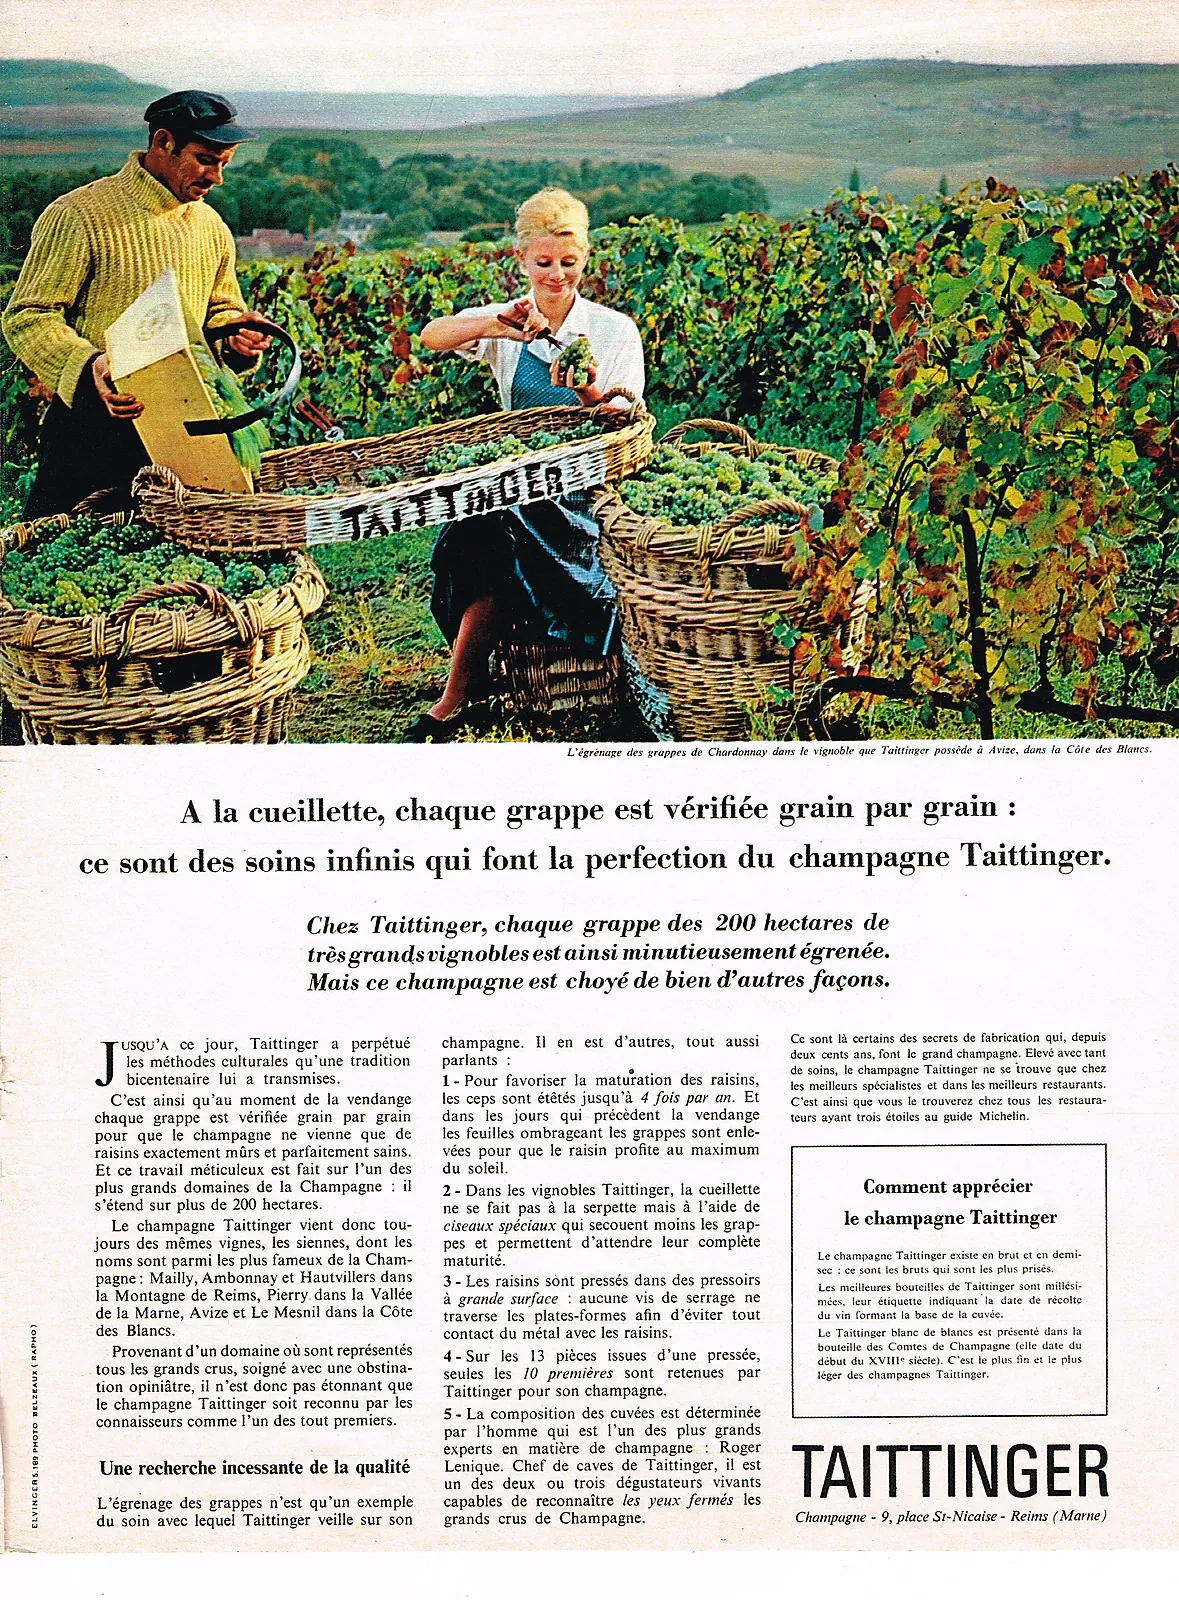 TAITTINGER
L'égrènage des grappes de Chardonnay dans le vignoble que Taittinger possède à Avize, dans la Côte des Blancs.
A la cueillette, chaque grappe est vérifiée grain par grain :
ce sont des soins infinis qui font la perfection du champagne Taittinger.
Chez Taittinger, chaque grappe des 200 hectares de
très grands vignobles est ainsi minutieusement égrenée.
Mais ce champagne est choyé de bien d'autres façons.
JUSQU'A ce jour, Taittinger a perpétué
les méthodes culturales qu'une tradition
bicentenaire lui a transmises.
C'est ainsi qu'au moment de la vendange
chaque grappe est vérifiée grain par grain
pour que le champagne ne vienne que de
raisins exactement mûrs et parfaitement sains.
Et ce travail méticuleux est fait sur l'un des
plus grands domaines de la Champagne : il
s'étend sur plus de 200 hectares.
Le champagne Taittinger vient donc tou-
jours des mêmes vignes, les siennes, dont les
noms sont parmi les plus fameux de la Cham-
pagne : Mailly, Ambonnay et Hautvillers dans
la Montagne de Reims, Pierry dans la Vallée
de la Marne, Avize et Le Mesnil dans la Côte
des Blancs.
Provenant d'un domaine où sont représentés
tous les grands crus, soigné avec une obstina-
tion opiniâtre, il n'est donc pas étonnant que
le champagne Taittinger soit reconnu par les
connaisseurs comme l'un des tout premiers.
Une recherche incessante de la qualité
L'égrenage des grappes n'est qu'un exemple
du soin avec lequel Taittinger veille sur son
champagne. Il en est d'autres, tout aussi
parlants :
1 - Pour favoriser la maturation des raisins,
les ceps sont étêtés jusqu'à 4 fois par an. Et
dans les jours qui précèdent la vendange
les feuilles ombrageant les grappes sont enle-
vées pour que le raisin profite au maximum
du soleil.
2 - Dans les vignobles Taittinger, la cueillette
ne se fait pas à la serpette mais à l'aide de
ciseaux spéciaux qui secouent moins les grap-
pes et permettent d'attendre leur complète
maturité.
3 - Les raisins sont pressés dans des pressoirs
à grande surface : aucune vis de serrage ne
traverse les plates-formes afin d'éviter tout
contact du métal avec les raisins.
4 - Sur les 13 pièces issues d'une pressée,
seules les 10 premières sont retenues par
Taittinger pour son champagne.
5 - La composition des cuvées est déterminée
par l'homme qui est l'un des plus grands
experts en matière de champagne : Roger
Lenique. Chef de caves de Taittinger, il est
un des deux ou trois dégustateurs vivants
capables de reconnaître les yeux fermés les
grands crus de Champagne.
Ce sont là certains des secrets de fabrication qui, depuis
deux cents ans, font le grand champagne. Elevé avec tant
de soins, le champagne Taittinger ne se trouve que chez
les meilleurs spécialistes et dans les meilleurs restaurants.
C'est ainsi que vous le trouverez chez tous les restaura-
teurs ayant trois étoiles au guide Michelin.
Comment apprécier
le champagne Taittinger
Le champagne Taittinger existe en brut et en demi-
sec : ce sont les bruts qui sont les plus prisés.
Les meilleures bouteilles de Taittinger sont millési-
mées, leur étiquette indiquant la date de récolte
du vin formant la base de la cuvée.
Le Taittinger blanc de blancs est présenté dans la
bouteille des Comtes de Champagne (elle date du
début du XVIIIe siècle). C'est le plus fin et le plus
léger des champagnes Taittinger.
TAITTINGER
Champagne - 9, place St-Nicaise - Reims (Marne)
ELVINGER 5.189 PHOTO BELZEAUX (RAPHO)